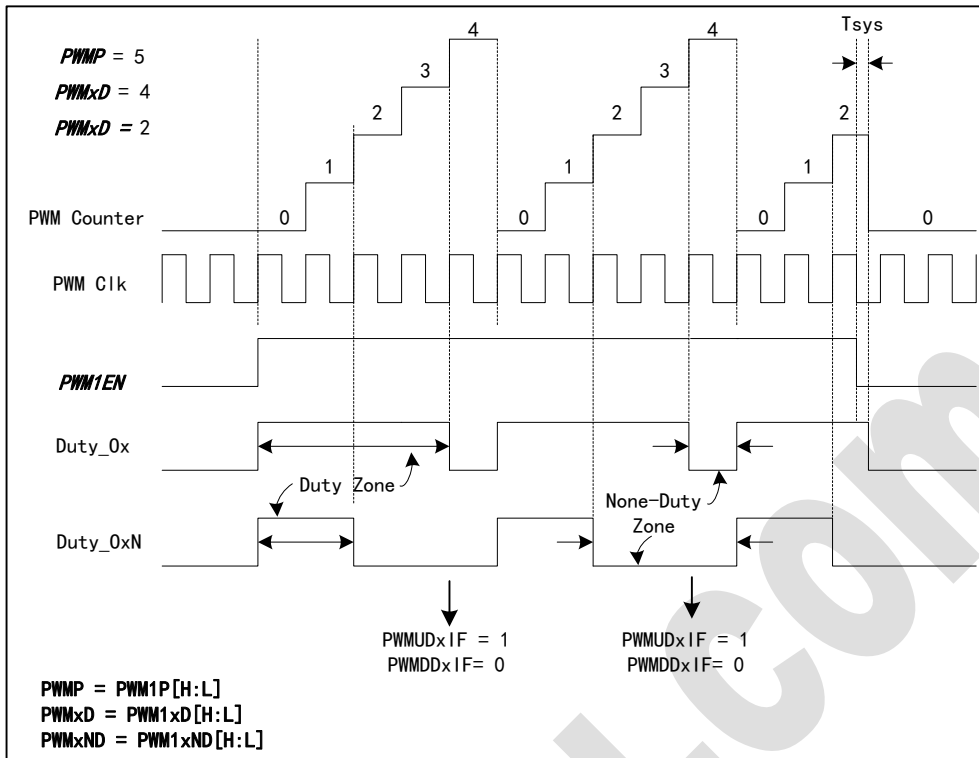 PWMP = 5
PWMxD = 4
PWMxD = 2
Tsys
4
4
3
3
2
2
2
1
1
1
PWM Counter
0
0
0
0
PWM Clk
PWM1EN
Duty_Ox
Duty Zone
None-Duty
Zone
Duty_OxN
PWMUDxIF = 1
PWMDDxIF= 0
PWMUDxIF = 1
PWMDDxIF= 0
PWMP = PWM1P[H:L]
PWMxD = PWM1xD[H:L]
PWMxND = PWM1xND[H:L]